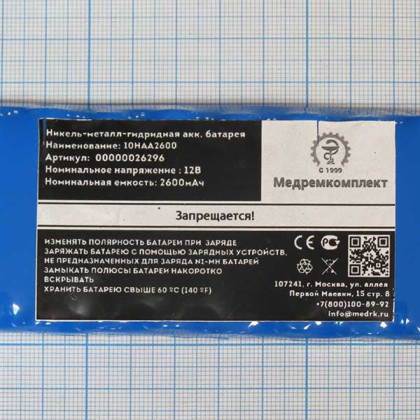 Никель-металл-гидридная акк. батарея
Наименование: 10HAA2600
Артикул: 00000026296
Номинальное напряжение : 12В
Номинальная емкость: 2600мАч
С 1999
Медремкомплект
Запрещается!
ИЗМЕНЯТЬ ПОЛЯРНОСТЬ БАТАРЕИ ПРИ ЗАРЯДЕ
ЗАРЯЖАТЬ БАТАРЕЮ С ПОМОЩЬЮ ЗАРЯДНЫХ УСТРОЙСТВ,
НЕ ПРЕДНАЗНАЧЕННЫХ ДЛЯ ЗАРЯДА NI-MH БАТАРЕЙ
ЗАМЫКАТЬ ПОЛЮСЫ БАТАРЕИ НАКОРОТКО
ВСКРЫВАТЬ
ХРАНИТЬ БАТАРЕЮ СВЫШЕ 60 ºС (140 ºF)
CE
107241, г. Москва, ул. аллея
Первой Маевки, 15 стр. 8
+7(800)100-89-92
info@medrk.ru